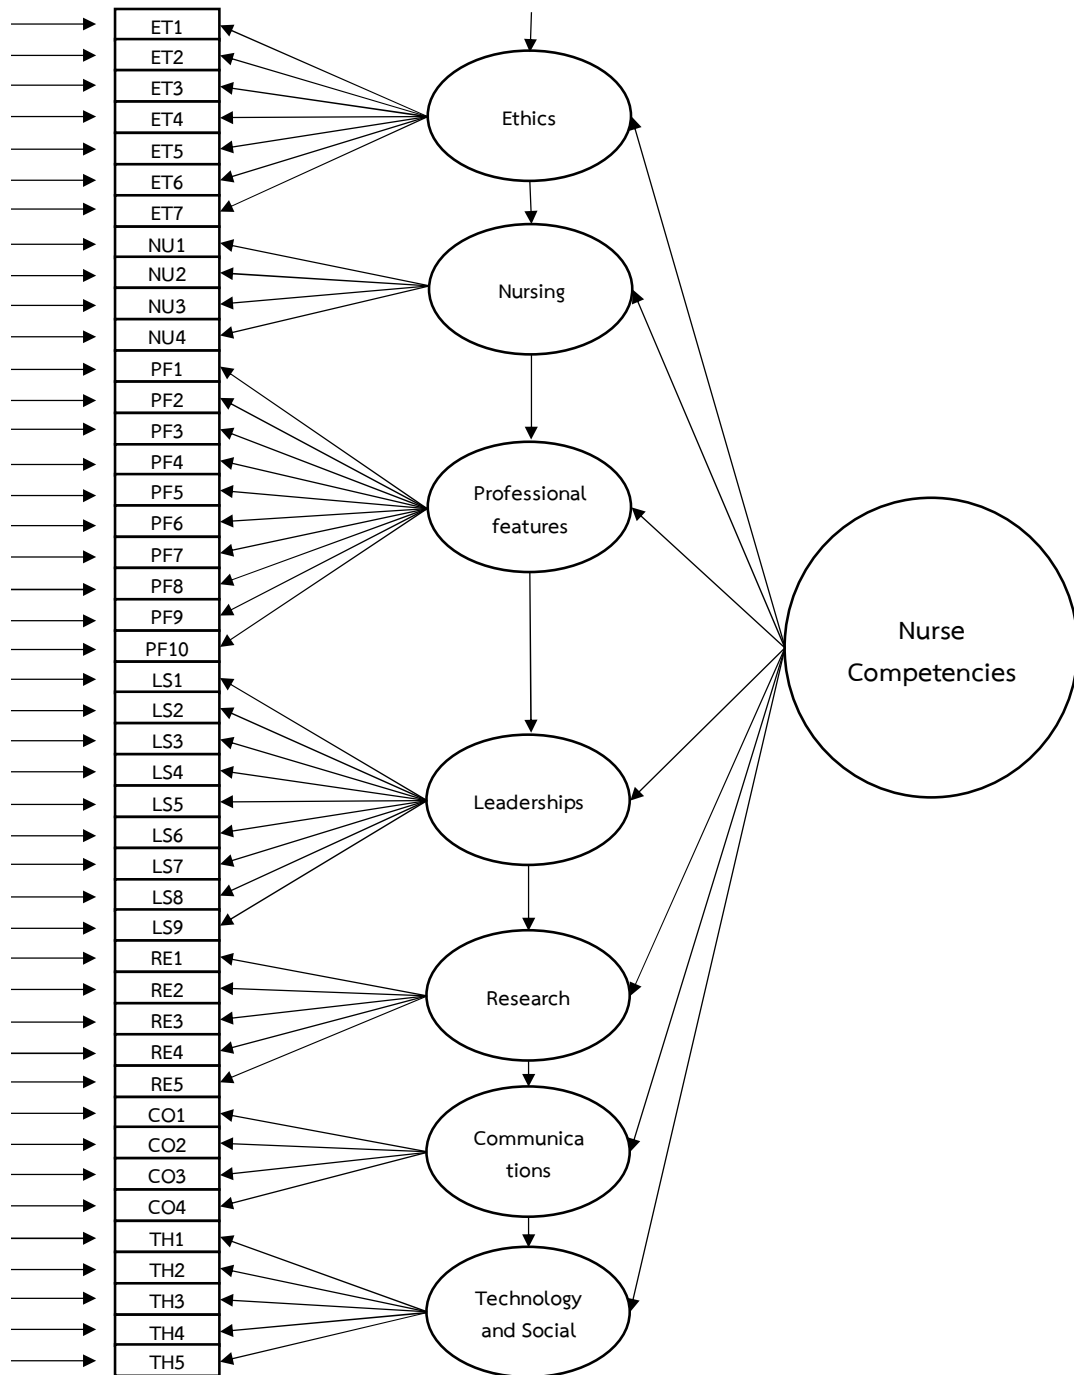 ET1
ET2
ET3
ET4
ET5
ET6
ET7
NU1
NU2
NU3
NU4
PF1
PF2
PF3
PF4
PF5
PF6
PF7
PF8
PF9
PF10
LS1
LS2
LS3
LS4
LS5
LS6
LS7
LS8
LS9
RE1
RE2
RE3
RE4
RE5
CO1
CO2
CO3
CO4
TH1
TH2
TH3
TH4
TH5
Ethics
Nursing
Professional
features
Leaderships
Research
Communica
tions
Technology
and Social
Nurse
Competencies